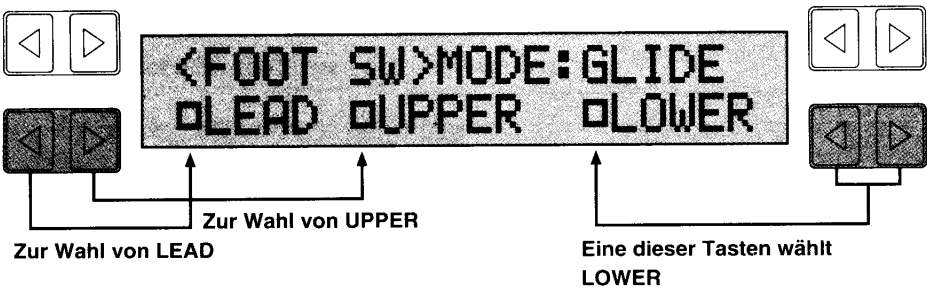 <FOOT SW>MODE:GLIDE
□LEAD □UPPER □LOWER
Zur Wahl von UPPER
Zur Wahl von LEAD
Eine dieser Tasten wählt
LOWER